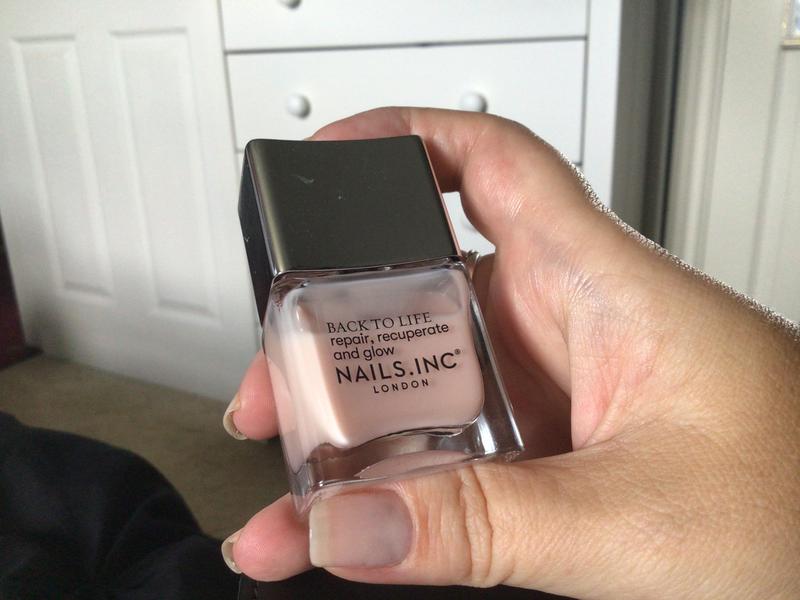 BACK TO LIFE
repair, recuperate
and glow
NAILS.INC®
LONDON